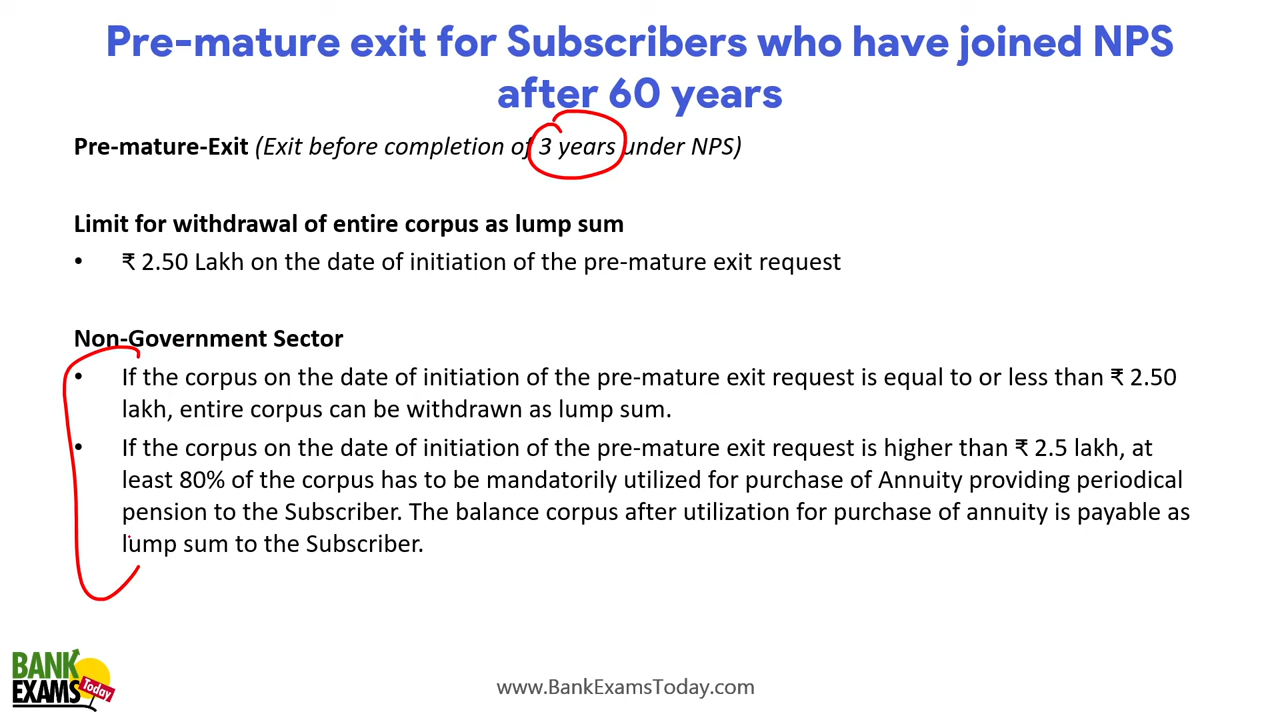 Pre-mature exit for Subscribers who have joined NPS
after 60 years
Pre-mature-Exit (Exit before completion of 3 years under NPS)
Limit for withdrawal of entire corpus as lump sum
• ₹ 2.50 Lakh on the date of initiation of the pre-mature exit request
Non-Government Sector
• If the corpus on the date of initiation of the pre-mature exit request is equal to or less than ₹ 2.50
lakh, entire corpus can be withdrawn as lump sum.
• If the corpus on the date of initiation of the pre-mature exit request is higher than ₹ 2.5 lakh, at
least 80% of the corpus has to be mandatorily utilized for purchase of Annuity providing periodical
pension to the Subscriber. The balance corpus after utilization for purchase of annuity is payable as
lump sum to the Subscriber.
BANK
EXAMS
Today
www.BankExamsToday.com